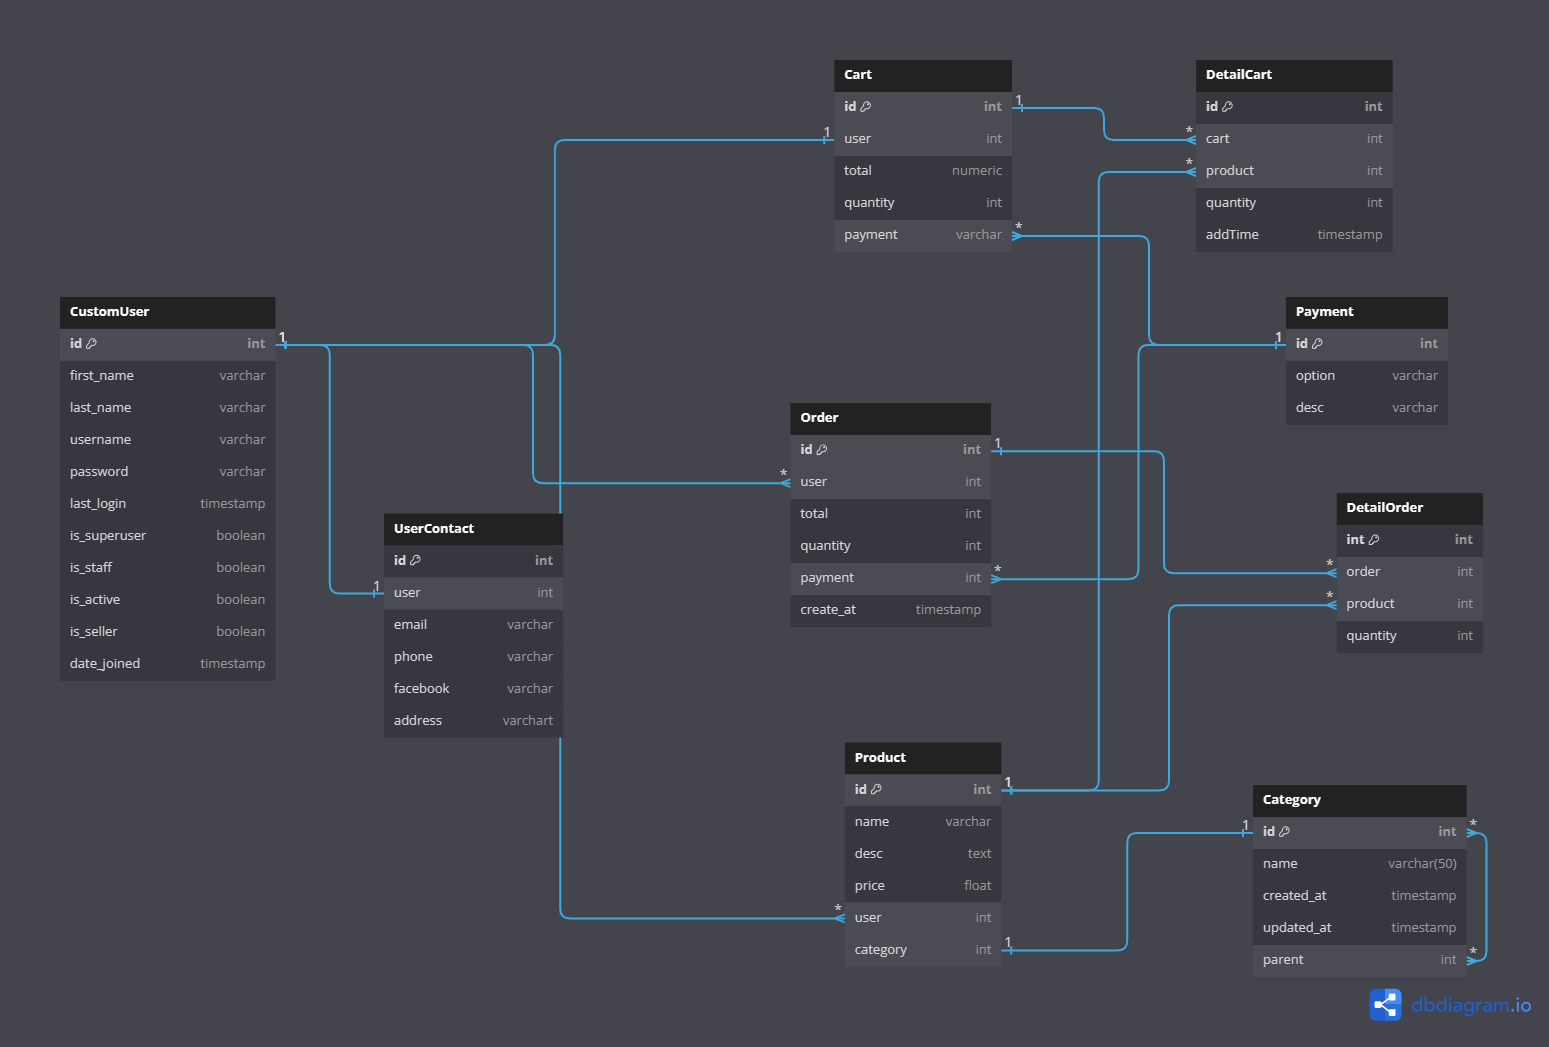 Cart
id int
user int
total numeric
quantity int
payment varchar
DetailCart
id int
cart int
product int
quantity int
addTime timestamp
CustomUser
id int
first_name varchar
last_name varchar
username varchar
password varchar
last_login timestamp
is_superuser boolean
is_staff boolean
is_active boolean
is_seller boolean
date_joined timestamp
Payment
id int
option varchar
desc varchar
Order
id int
user int
total int
quantity int
payment int
create_at timestamp
UserContact
id int
user int
email varchar
phone varchar
facebook varchar
address varchart
DetailOrder
int int
order int
product int
quantity int
Product
id int
name varchar
desc text
price float
user int
category int
Category
id int
name varchar(50)
created_at timestamp
updated_at timestamp
parent int
1
1
*
*
*
1
1
1
*
*
1
*
*
1
*
1
1
1
*
*
dbdiagram.io